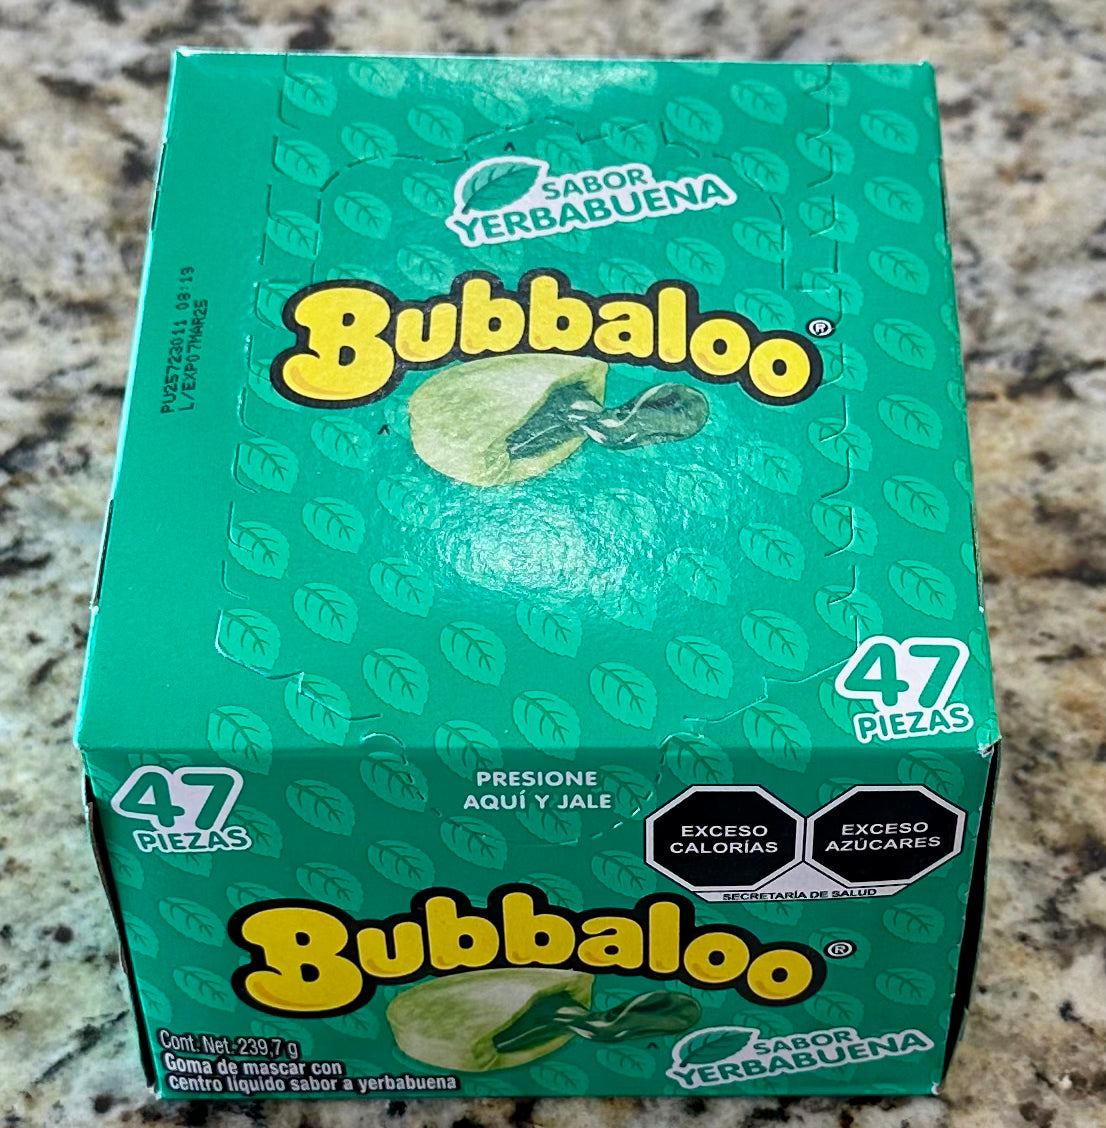 SABOR
YERBABUENA
Bubbaloo®
PU25723011 08:13
L/EXP07MAR25
47
PIEZAS
47
PIEZAS
PRESIONE
AQUÍ Y JALE
EXCESO
CALORÍAS
EXCESO
AZÚCARES
SECRETARÍA DE SALUD
Bubbaloo®
Cont. Net. 239,7 g
Goma de mascar con
centro líquido sabor a yerbabuena
SABOR
YERBABUENA